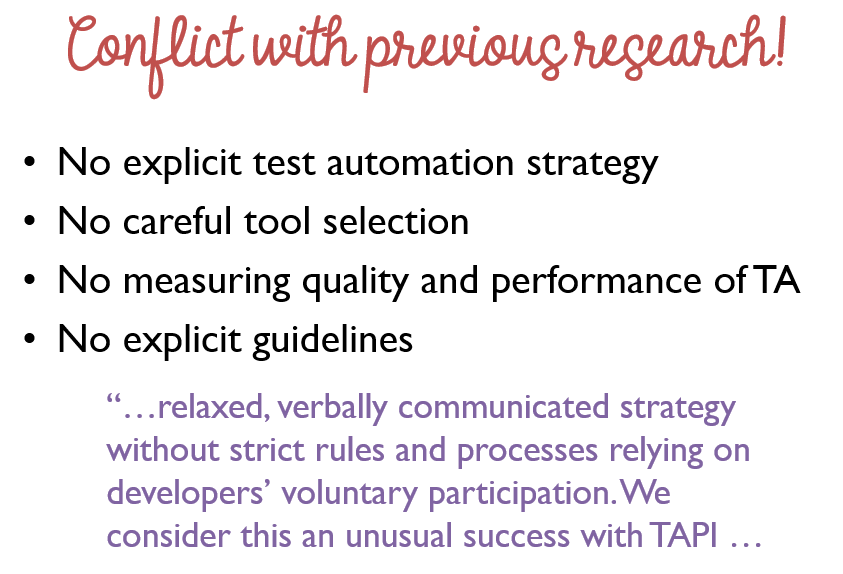 Conflict with previous research!
• No explicit test automation strategy
• No careful tool selection
• No measuring quality and performance of TA
• No explicit guidelines
“…relaxed, verbally communicated strategy
without strict rules and processes relying on
developers’ voluntary participation. We
consider this an unusual success with TAPI …